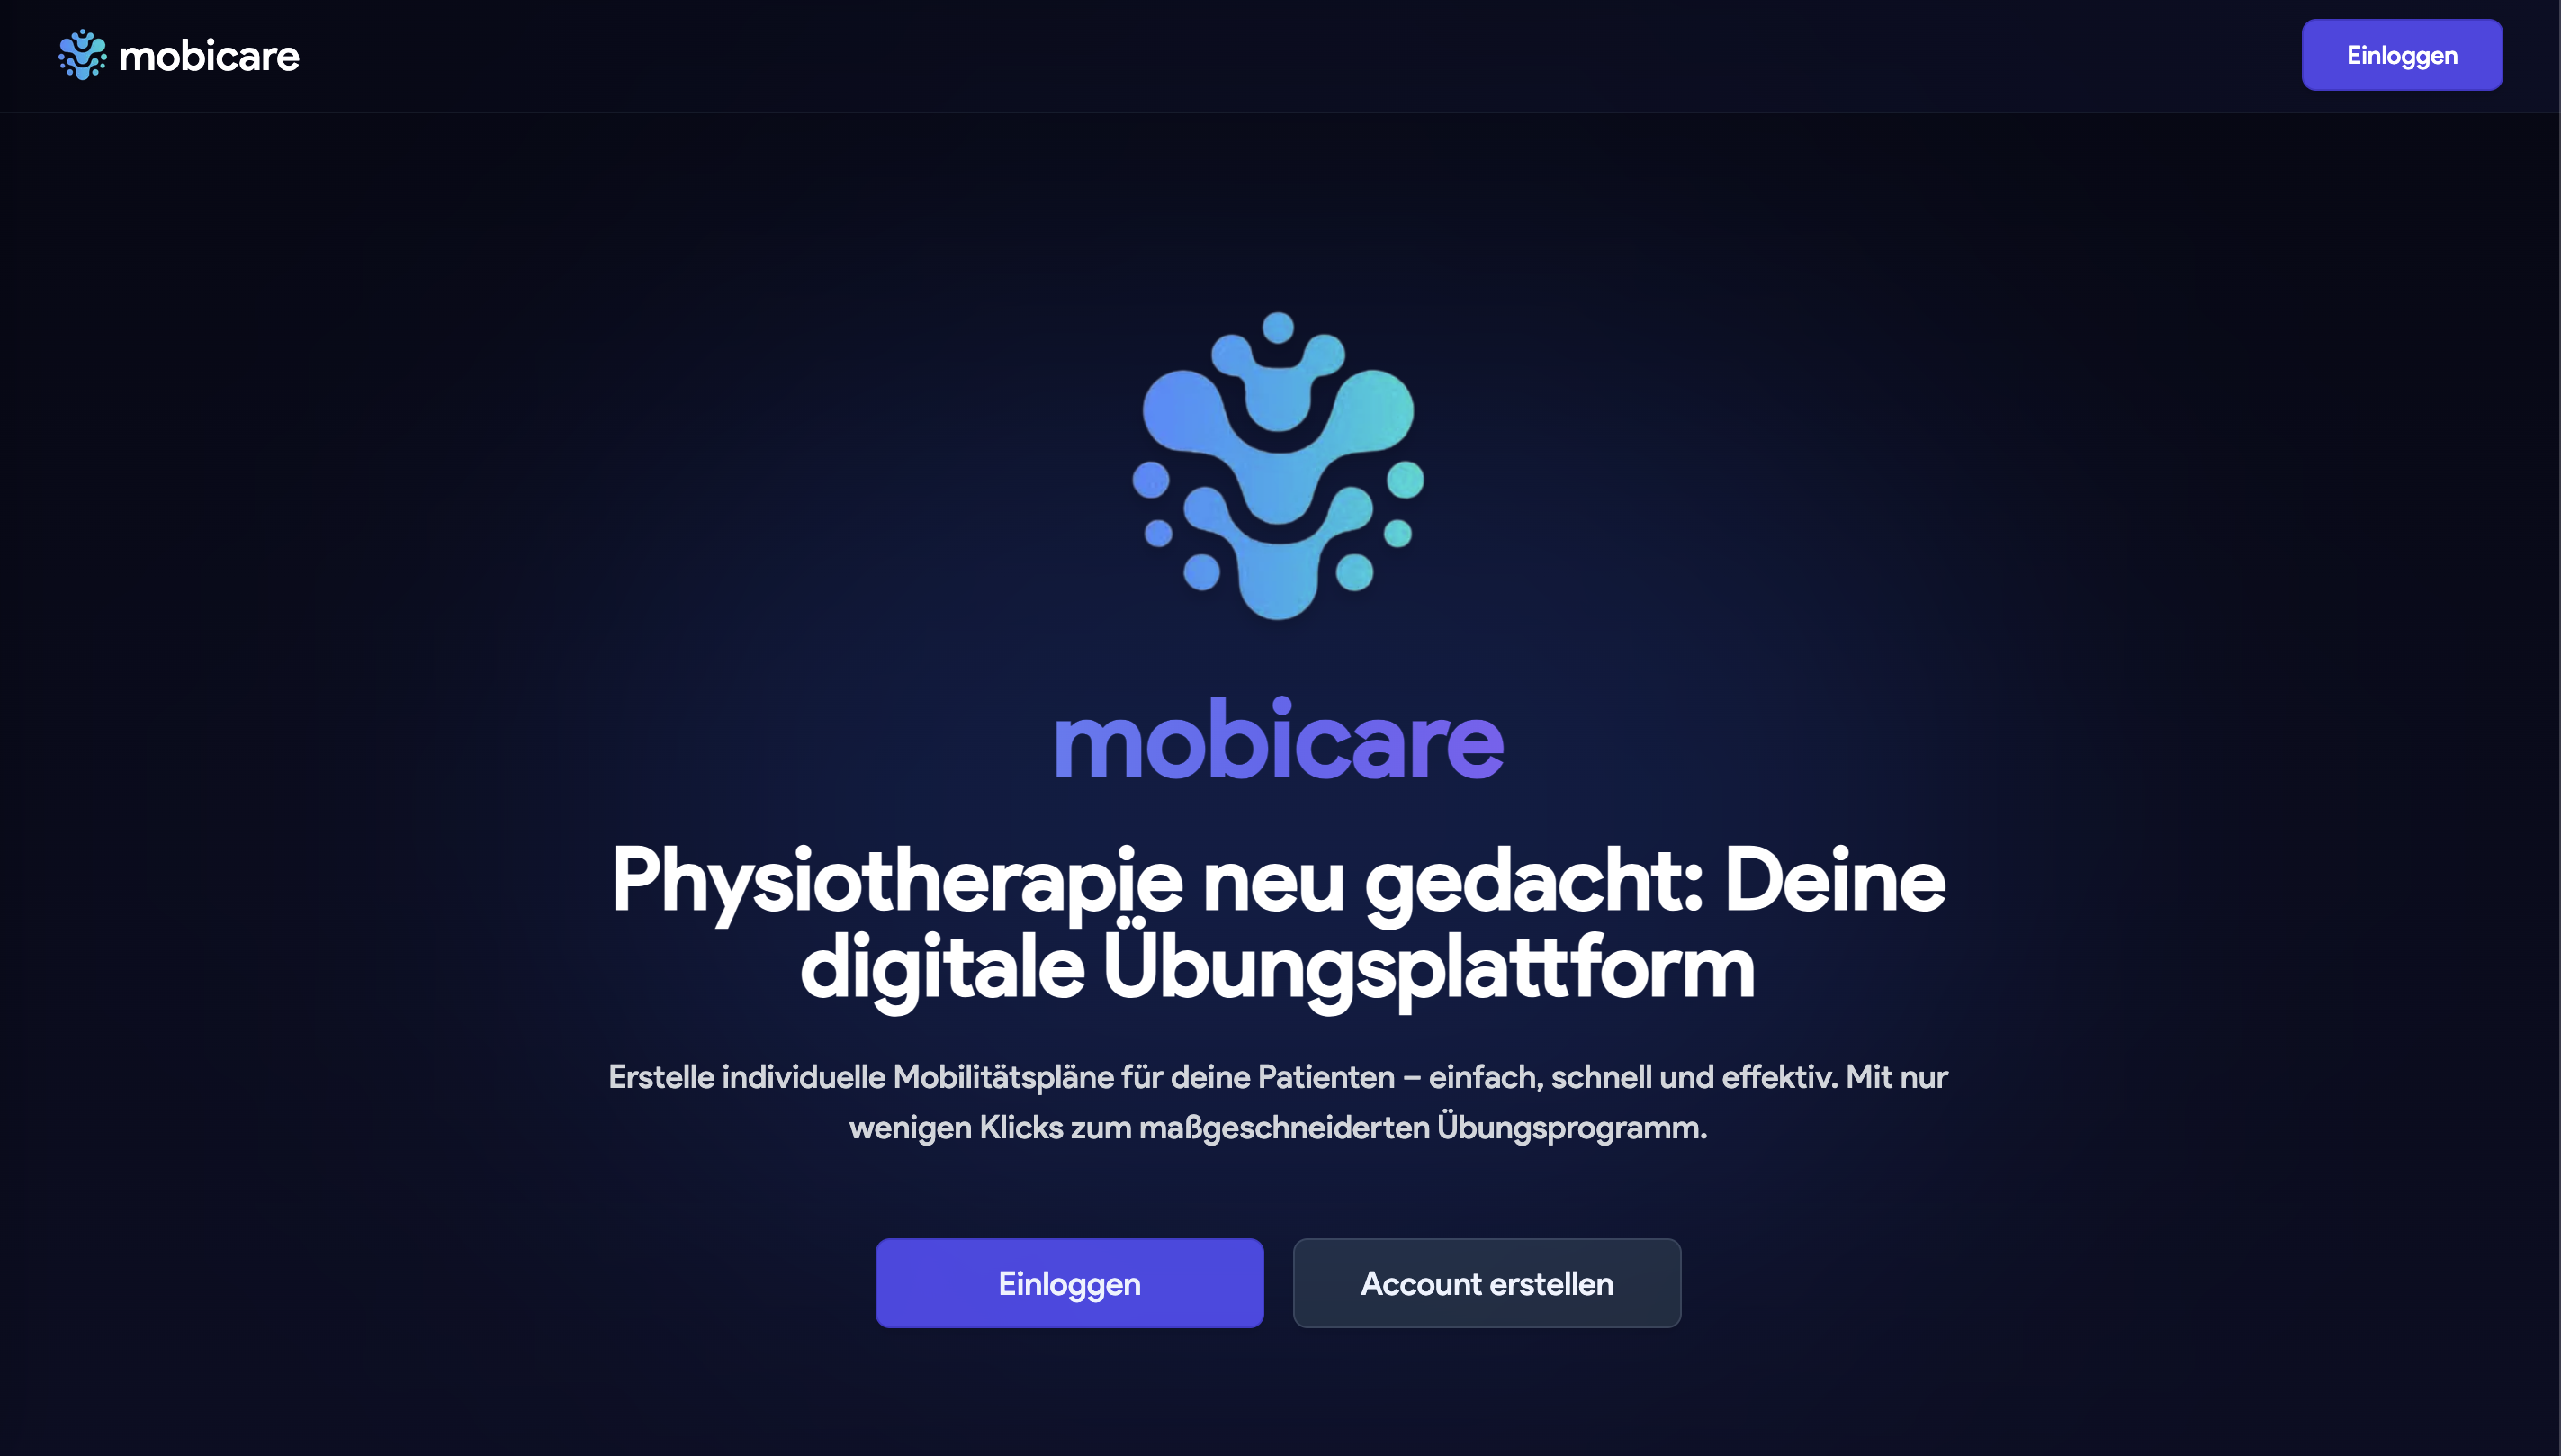 mobicare
Einloggen
mobicare
Physiotherapie neu gedacht: Deine
digitale Übungsplattform
Erstelle individuelle Mobilitätspläne für deine Patienten – einfach, schnell und effektiv. Mit nur
wenigen Klicks zum maßgeschneiderten Übungsprogramm.
Einloggen
Account erstellen